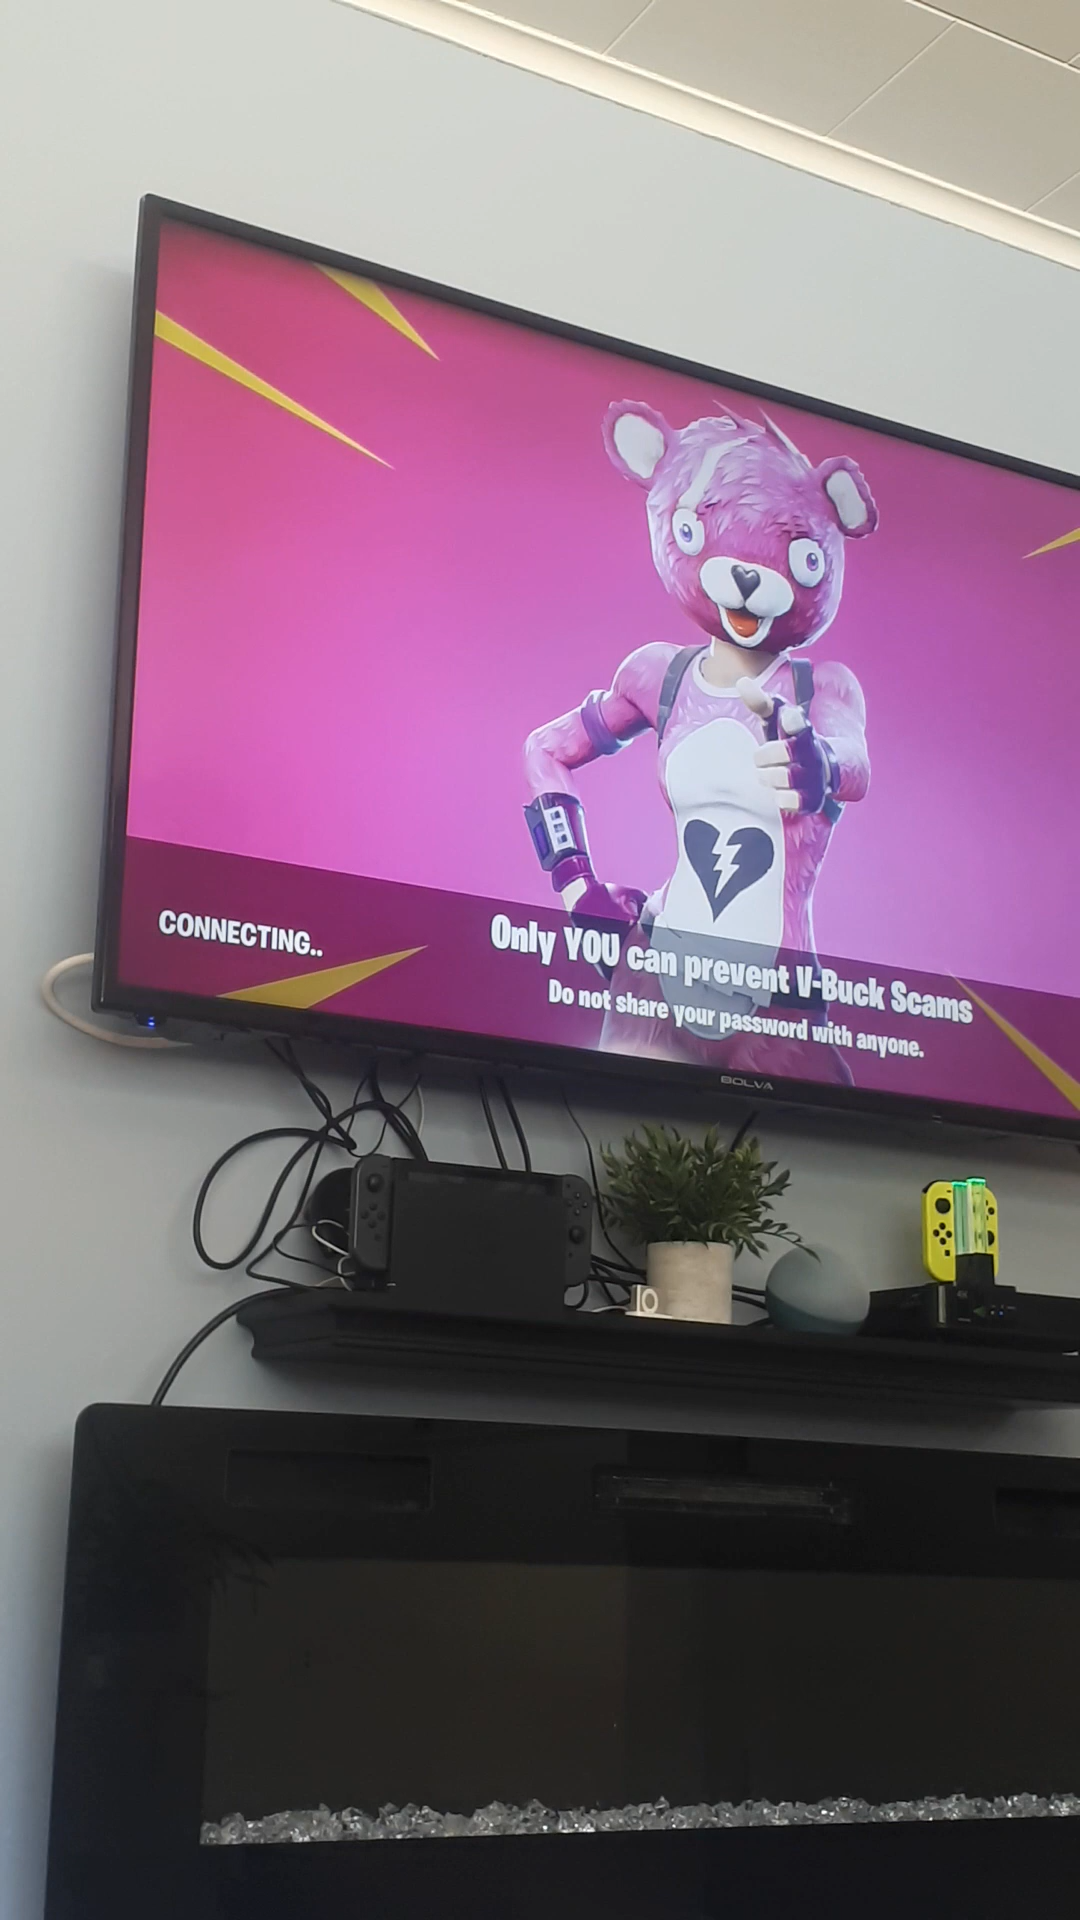 CONNECTING..
Only YOU can prevent V-Buck Scams
Do not share your password with anyone.
BOLVA